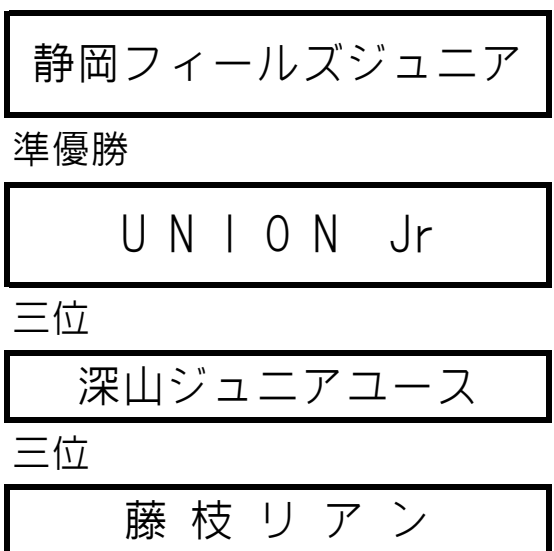 静岡フィールズジュニア
準優勝
UNION Jr
三位
深山ジュニアユース
三位
藤枝リアン